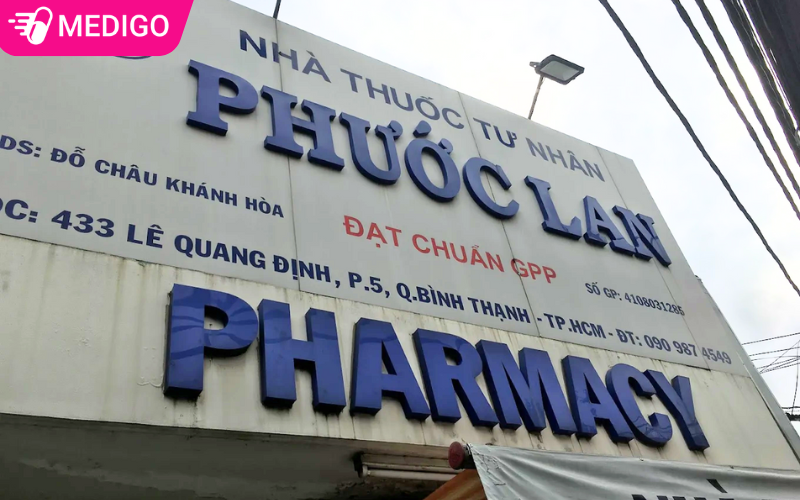 MEDIGO
NHÀ THUỐC TƯ NHÂN
PHƯỚC LAN
DS: ĐỖ CHÂU KHÁNH HÒA
ĐẠT CHUẨN GPP
SỐ GP: 4108031285
ĐC: 433 LÊ QUANG ĐỊNH, P.5, Q.BÌNH THẠNH - TP.HCM - ĐT: 090 987 4549
PHARMACY